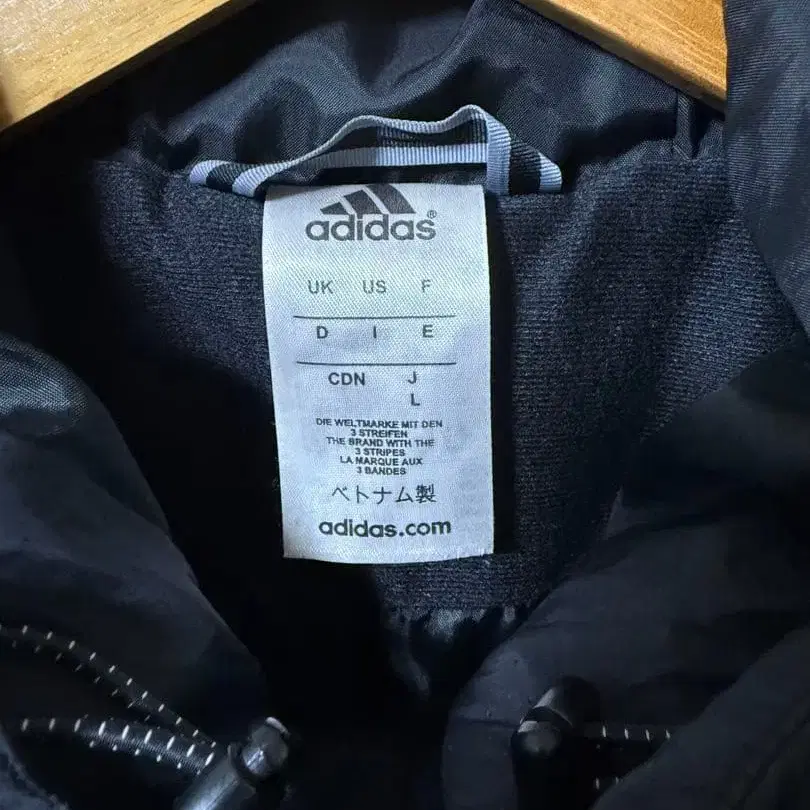 adidas®
UK US F
D I E
CDN J
L
DIE WELTMARKE MIT DEN
3 STREIFEN
THE BRAND WITH THE
3 STRIPES
LA MARQUE AUX
3 BANDES
ベトナム製
adidas.com